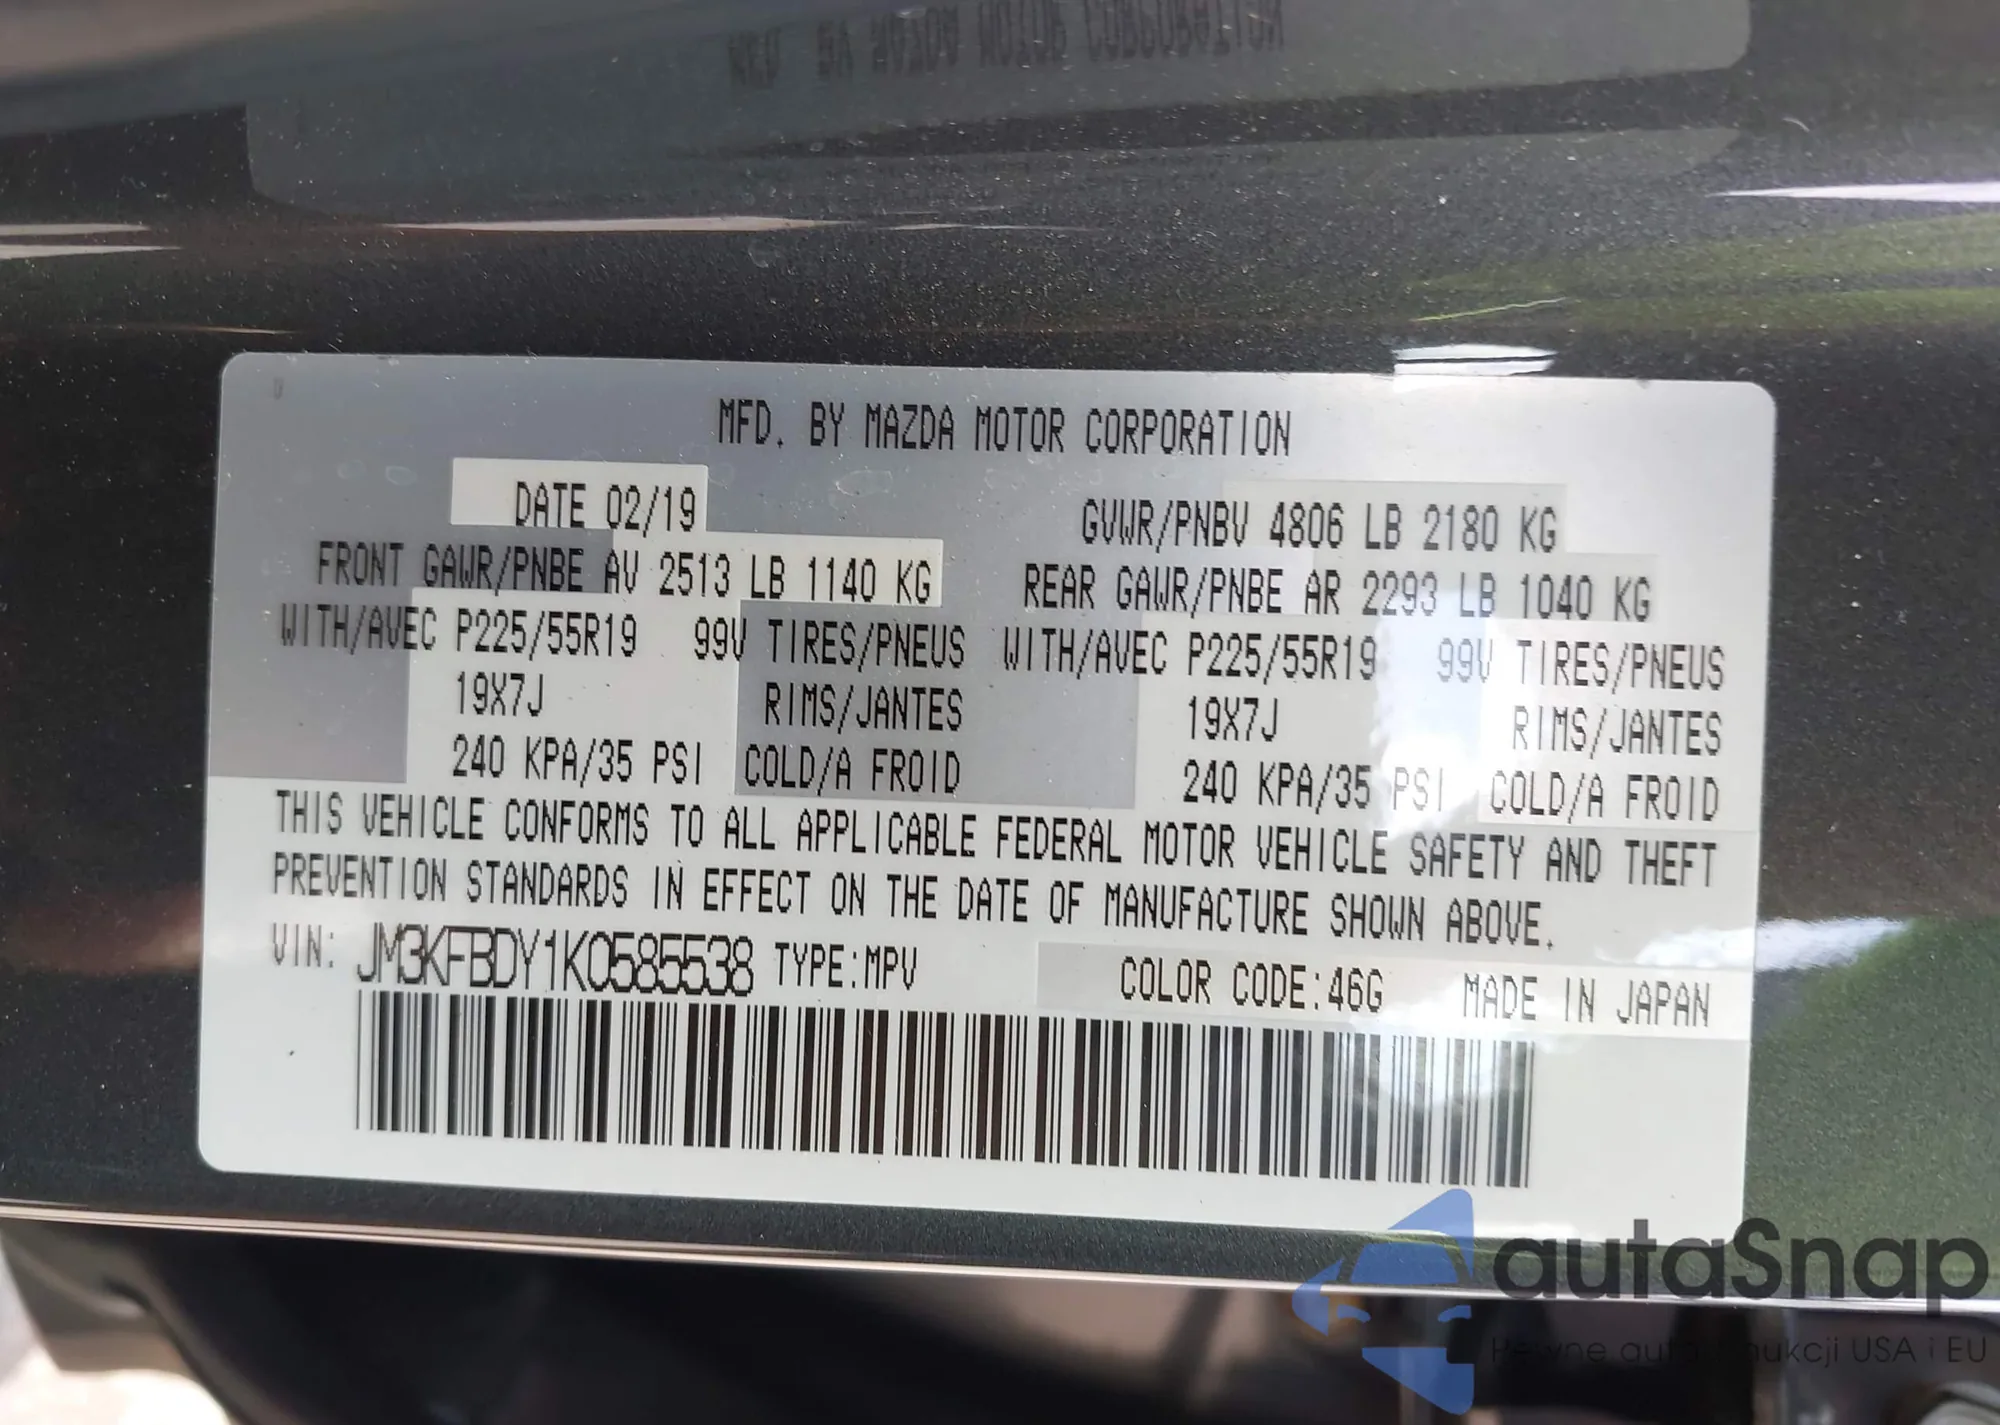 MFD. BY MAZDA MOTOR CORPORATION
DATE 02/19 GVWR/PNBV 4806 LB 2180 KG
FRONT GAWR/PNBE AV 2513 LB 1140 KG REAR GAWR/PNBE AR 2293 LB 1040 KG
WITH/AVEC P225/55R19 99V TIRES/PNEUS WITH/AVEC P225/55R19 99V TIRES/PNEUS
19X7J RIMS/JANTES 19X7J RIMS/JANTES
240 KPA/35 PSI COLD/A FROID 240 KPA/35 PSI COLD/A FROID
THIS VEHICLE CONFORMS TO ALL APPLICABLE FEDERAL MOTOR VEHICLE SAFETY AND THEFT
PREVENTION STANDARDS IN EFFECT ON THE DATE OF MANUFACTURE SHOWN ABOVE.
VIN: JM3KFBDY1K0585538 TYPE:MPV COLOR CODE:46G MADE IN JAPAN
autaSnap
USA i EU